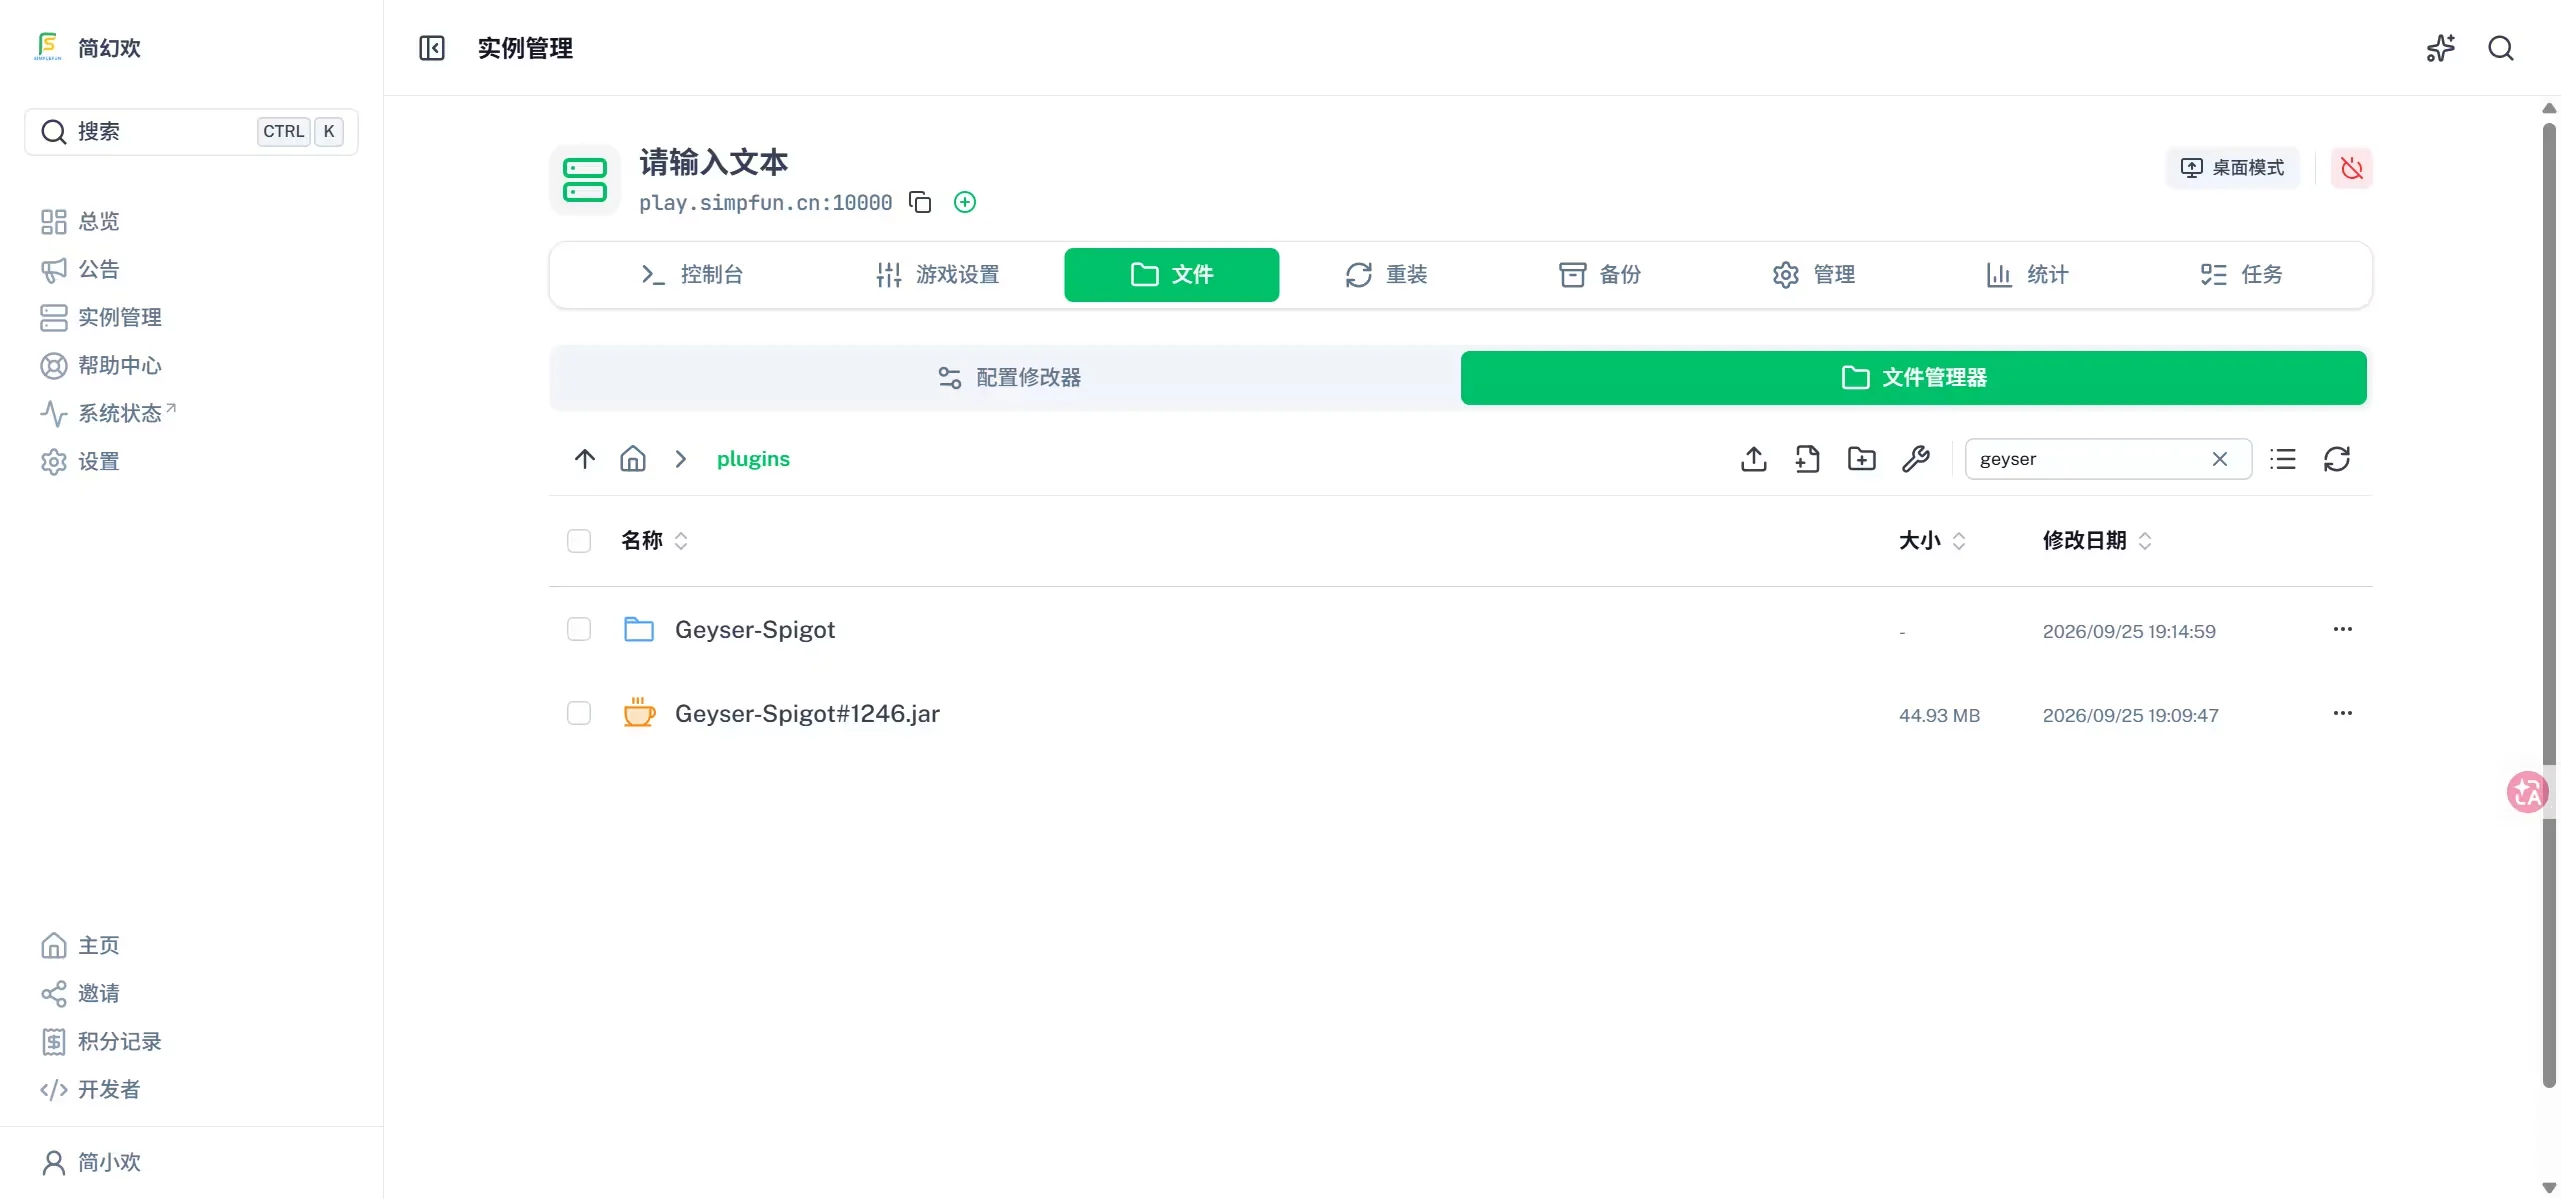 简幻欢
实例管理
搜索 CTRL K
总览
公告
实例管理
帮助中心
系统状态
设置
主页
邀请
积分记录
开发者
简小欢
请输入文本
play.simpfun.cn:10000
桌面模式
控制台 游戏设置 文件 重装 备份 管理 统计 任务
配置修改器 文件管理器
plugins geyser
名称 大小 修改日期
Geyser-Spigot - 2026/09/25 19:14:59
Geyser-Spigot#1246.jar 44.93 MB 2026/09/25 19:09:47